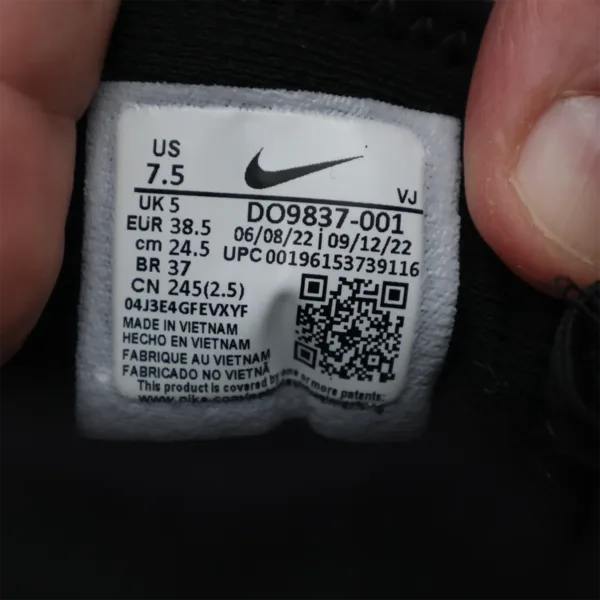 US
7.5
VJ
UK 5
EUR 38.5
cm 24.5
BR 37
CN 245(2.5)
DO9837-001
06/08/22 | 09/12/22
UPC 00196153739116
04J3E4GFEVXYF
MADE IN VIETNAM
HECHO EN VIETNAM
FABRIQUE AU VIETNAM
FABRICADO NO VIETNÃ
This product is covered by one or more patents: